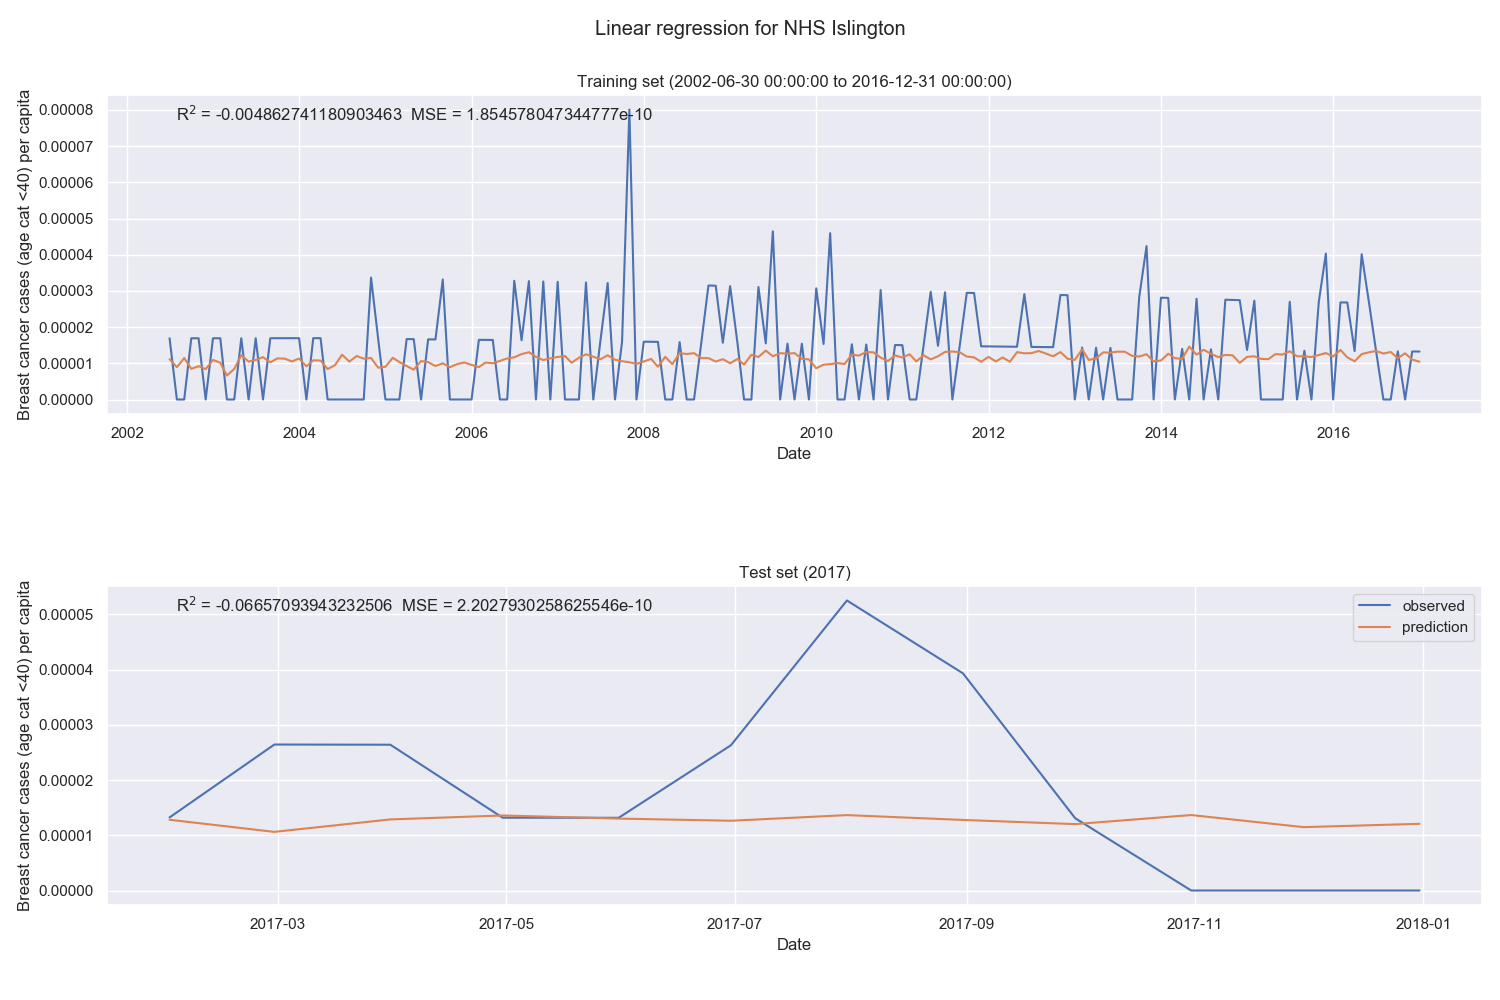 Linear regression for NHS Islington
Training set (2002-06-30 00:00:00 to 2016-12-31 00:00:00)
R² = -0.004862741180903463 MSE = 1.854578047344777e-10
Breast cancer cases (age cat <40) per capita
0.00008
0.00007
0.00006
0.00005
0.00004
0.00003
0.00002
0.00001
0.00000
2002 2004 2006 2008 2010 2012 2014 2016
Date
Test set (2017)
R² = -0.06657093943232506 MSE = 2.2027930258625546e-10
observed
prediction
Breast cancer cases (age cat <40) per capita
0.00005
0.00004
0.00003
0.00002
0.00001
0.00000
2017-03 2017-05 2017-07 2017-09 2017-11 2018-01
Date